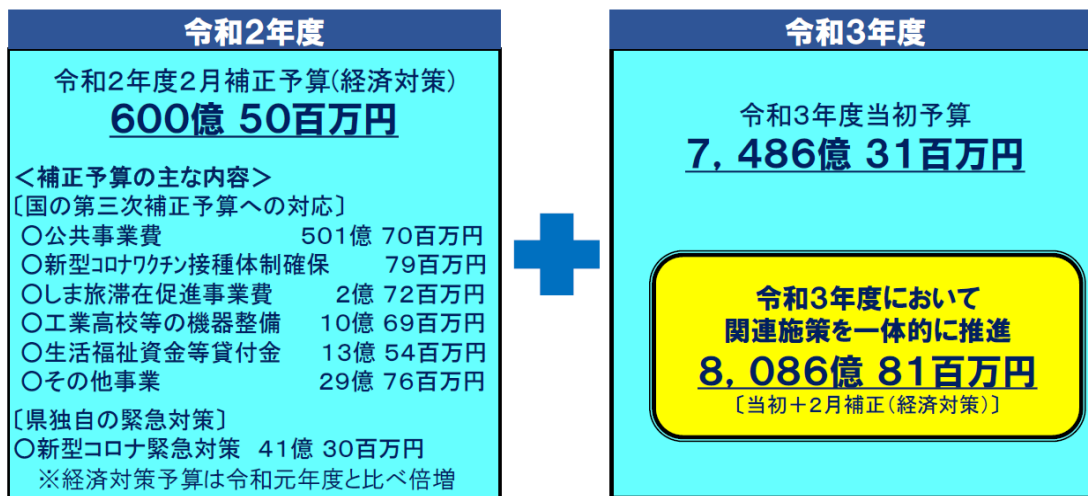 令和2年度
令和2年度2月補正予算(経済対策)
600億 50百万円
＜補正予算の主な内容＞
〔国の第三次補正予算への対応〕
○公共事業費 501億 70百万円
○新型コロナワクチン接種体制確保 79百万円
○しま旅滞在促進事業費 2億 72百万円
○工業高校等の機器整備 10億 69百万円
○生活福祉資金等貸付金 13億 54百万円
○その他事業 29億 76百万円
〔県独自の緊急対策〕
○新型コロナ緊急対策 41億 30百万円
※経済対策予算は令和元年度と比べ倍増
令和3年度
令和3年度当初予算
7，486億 31百万円
令和3年度において
関連施策を一体的に推進
8，086億 81百万円
〔当初＋2月補正(経済対策)〕